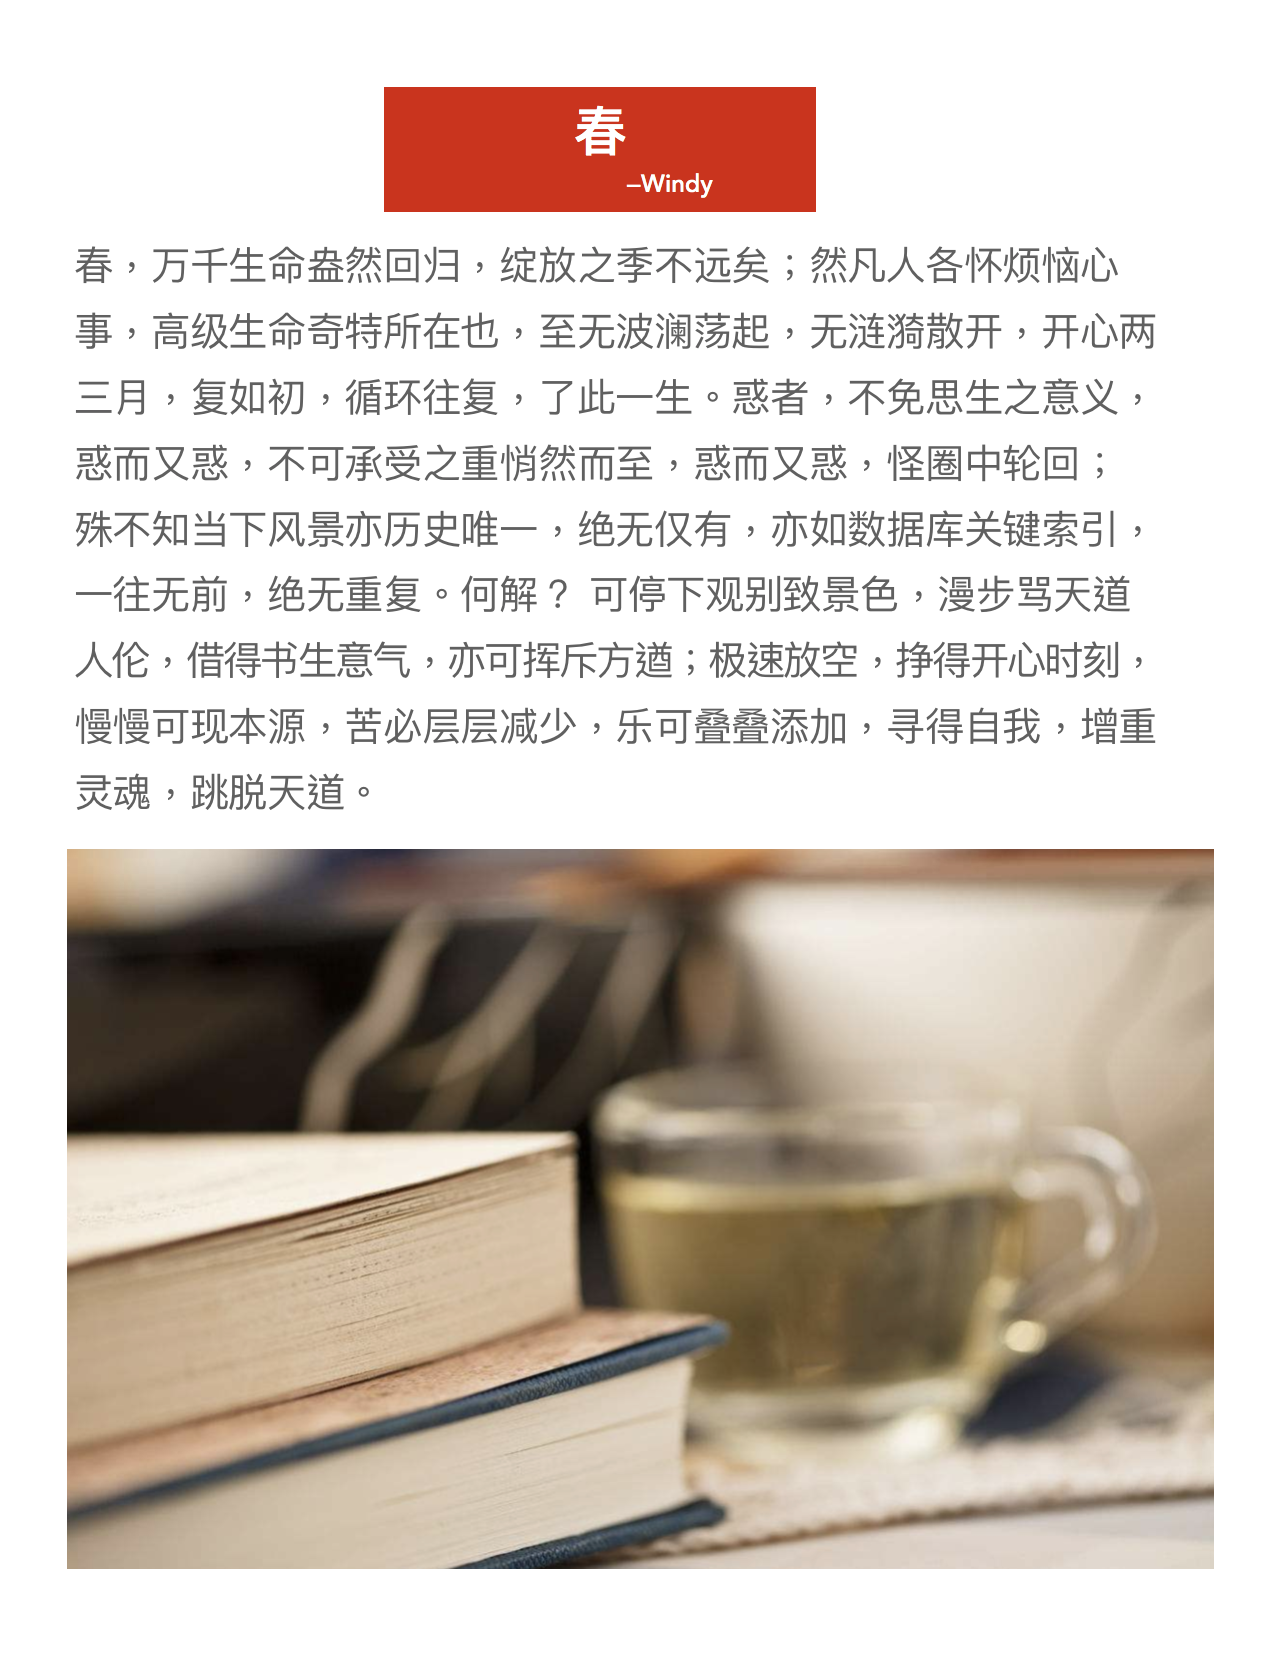 春
–Windy
春，万千生命盎然回归，绽放之季不远矣；然凡人各怀烦恼心
事，高级生命奇特所在也，至无波澜荡起，无涟漪散开，开心两
三月，复如初，循环往复，了此一生。惑者，不免思生之意义，
惑而又惑，不可承受之重悄然而至，惑而又惑，怪圈中轮回；
殊不知当下风景亦历史唯一，绝无仅有，亦如数据库关键索引，
一往无前，绝无重复。何解？ 可停下观别致景色，漫步骂天道
人伦，借得书生意气，亦可挥斥方遒；极速放空，挣得开心时刻，
慢慢可现本源，苦必层层减少，乐可叠叠添加，寻得自我，增重
灵魂，跳脱天道。